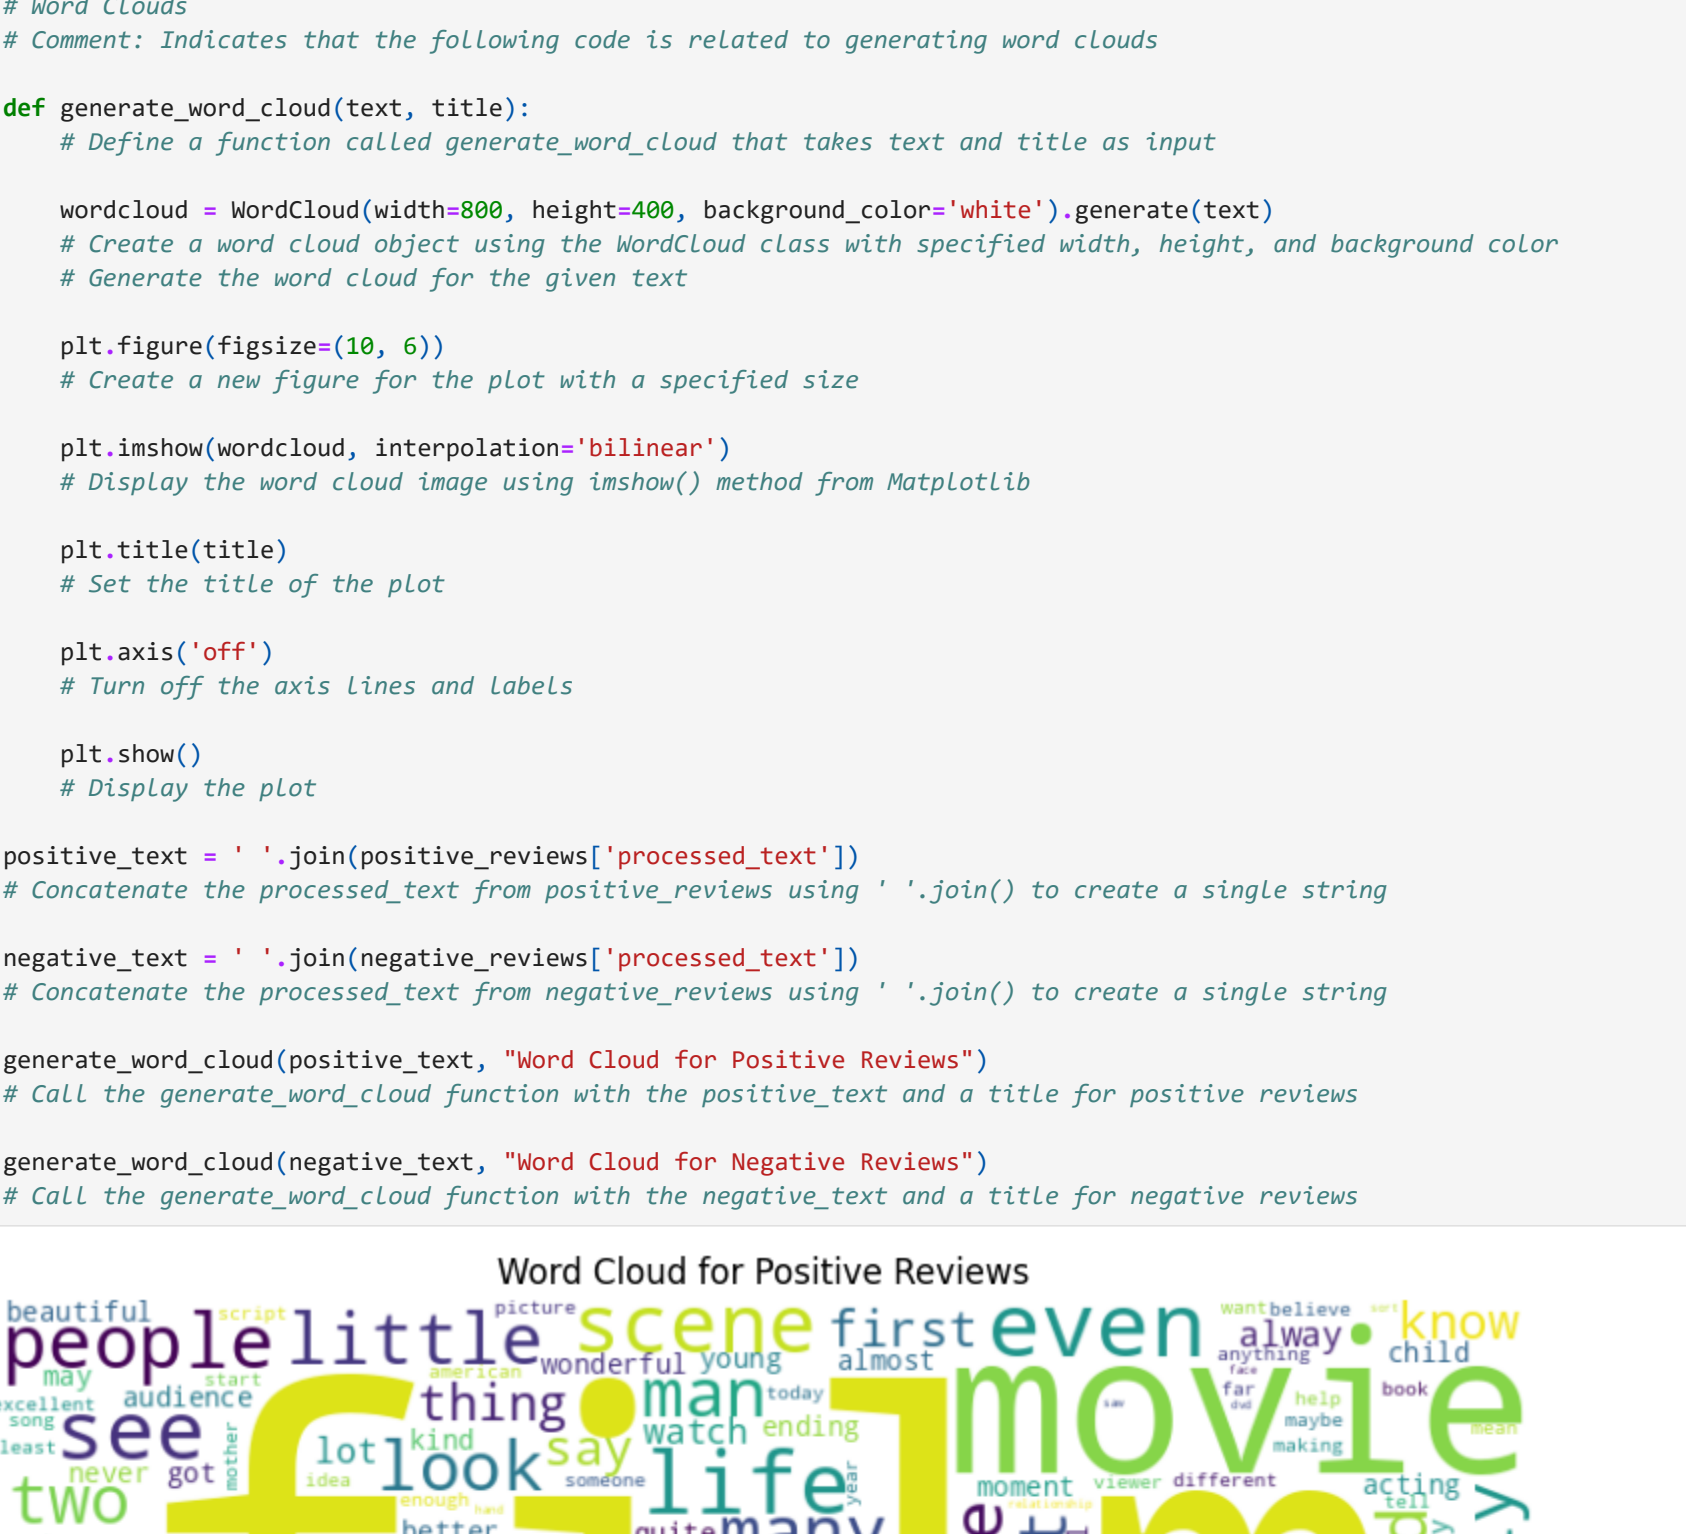 # Word Clouds
# Comment: Indicates that the following code is related to generating word clouds
def generate_word_cloud(text, title):
# Define a function called generate_word_cloud that takes text and title as input
wordcloud = WordCloud(width=800, height=400, background_color='white').generate(text)
# Create a word cloud object using the WordCloud class with specified width, height, and background color
# Generate the word cloud for the given text
plt.figure(figsize=(10, 6))
# Create a new figure for the plot with a specified size
plt.imshow(wordcloud, interpolation='bilinear')
# Display the word cloud image using imshow() method from Matplotlib
plt.title(title)
# Set the title of the plot
plt.axis('off')
# Turn off the axis lines and labels
plt.show()
# Display the plot
positive_text = ' '.join(positive_reviews['processed_text'])
# Concatenate the processed_text from positive_reviews using ' '.join() to create a single string
negative_text = ' '.join(negative_reviews['processed_text'])
# Concatenate the processed_text from negative_reviews using ' '.join() to create a single string
generate_word_cloud(positive_text, "Word Cloud for Positive Reviews")
# Call the generate_word_cloud function with the positive_text and a title for positive reviews
generate_word_cloud(negative_text, "Word Cloud for Negative Reviews")
# Call the generate_word_cloud function with the negative_text and a title for negative reviews
Word Cloud for Positive Reviews
beautiful
script
picture
scene
first
even
want
believe
sort
know
people
little
wonderful
young
almost
alway
anything
child
may
start
american
man
today
movie
face
far
dvd
help
book
excellent
audience
thing
song
see
watch
ending
saw
maybe
mean
least
mother
lot
kind
look
say
life
making
never
got
idea
someone
year
moment
viewer
different
acting
two
enough
hand
relationship
tell
better
quite
many